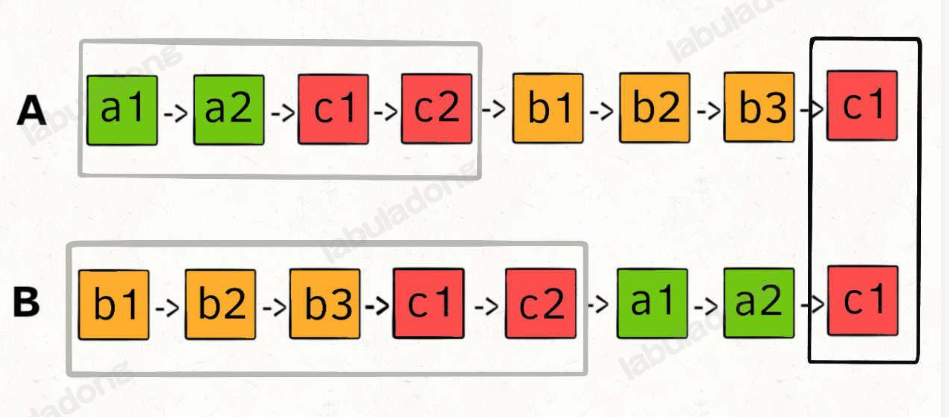 A a1 -> a2 -> c1 -> c2 -> b1 -> b2 -> b3 -> c1
B b1 -> b2 -> b3 -> c1 -> c2 -> a1 -> a2 -> c1
labuladong
labuladong
labuladong
labuladong
labuladong